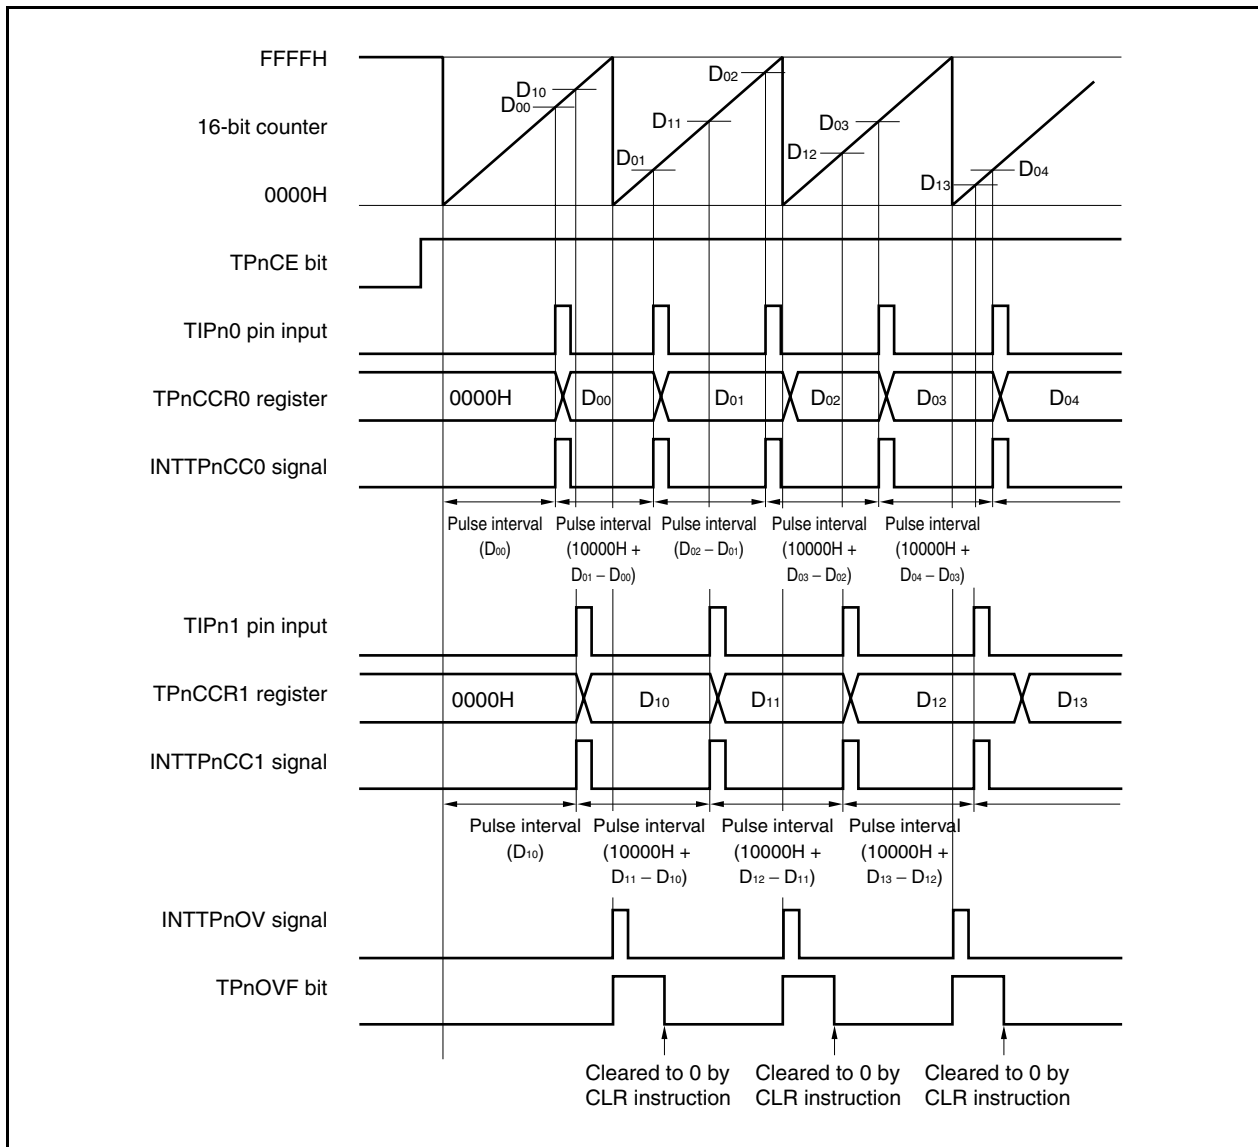 FFFFH
D02
D10
D00
16-bit counter
D11
D03
D12
D01
D13
D04
0000H
TPnCE bit
TIPn0 pin input
TPnCCR0 register
0000H
D00
D01
D02
D03
D04
INTTPnCC0 signal
Pulse interval
(D00)
Pulse interval
(10000H +
D01 – D00)
Pulse interval
(D02 – D01)
Pulse interval
(10000H +
D03 – D02)
Pulse interval
(10000H +
D04 – D03)
TIPn1 pin input
TPnCCR1 register
0000H
D10
D11
D12
D13
INTTPnCC1 signal
Pulse interval
(D10)
Pulse interval
(10000H +
D11 – D10)
Pulse interval
(10000H +
D12 – D11)
Pulse interval
(10000H +
D13 – D12)
INTTPnOV signal
TPnOVF bit
Cleared to 0 by
CLR instruction
Cleared to 0 by
CLR instruction
Cleared to 0 by
CLR instruction